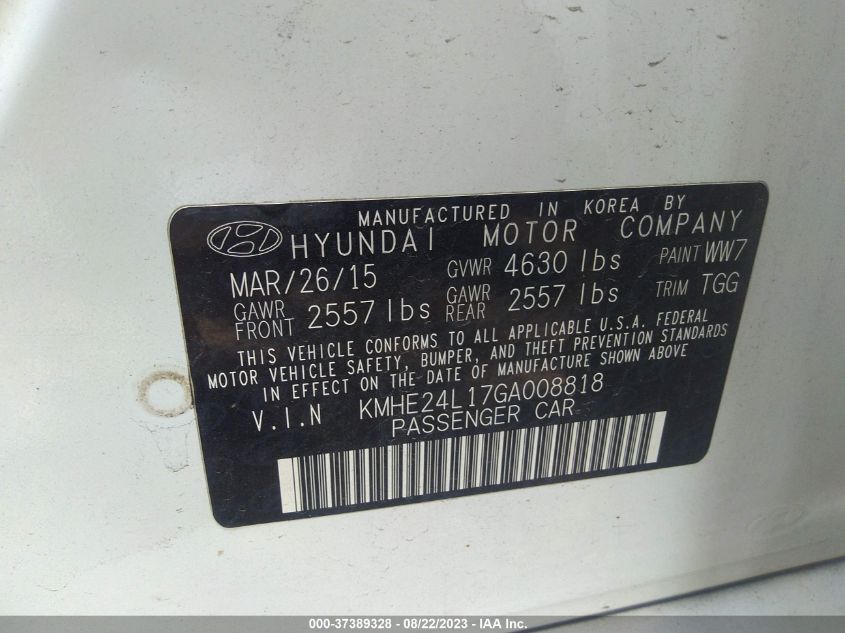 MANUFACTURED IN KOREA BY
HYUNDAI MOTOR COMPANY
MAR/26/15 GVWR 4630 lbs PAINT WW7
GAWR FRONT 2557 lbs GAWR REAR 2557 lbs TRIM TGG
THIS VEHICLE CONFORMS TO ALL APPLICABLE U.S.A. FEDERAL
MOTOR VEHICLE SAFETY, BUMPER, AND THEFT PREVENTION STANDARDS
IN EFFECT ON THE DATE OF MANUFACTURE SHOWN ABOVE
V.I.N KMHE24L17GA008818
PASSENGER CAR
000-37389328 - 08/22/2023 - IAA Inc.